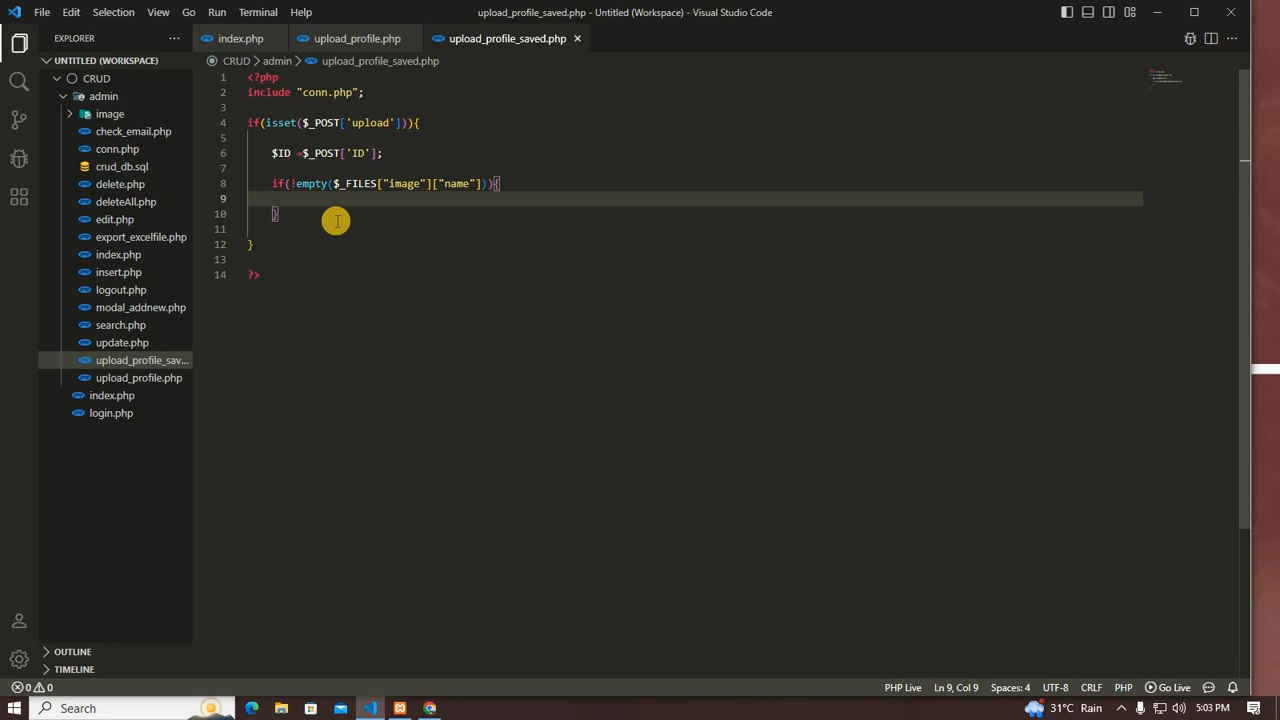 File Edit Selection View Go Run Terminal Help
upload_profile_saved.php - Untitled (Workspace) - Visual Studio Code
EXPLORER
index.php
upload_profile.php
upload_profile_saved.php
UNTITLED (WORKSPACE)
CRUD > admin > upload_profile_saved.php
CRUD
admin
image
check_email.php
conn.php
crud_db.sql
delete.php
deleteAll.php
edit.php
export_excelfile.php
index.php
insert.php
logout.php
modal_addnew.php
search.php
update.php
upload_profile_sav...
upload_profile.php
index.php
login.php
OUTLINE
TIMELINE
1 <?php
2 include "conn.php";
3
4 if(isset($_POST['upload'])){
5
6 $ID =$_POST['ID'];
7
8 if(!empty($_FILES["image"]["name"])){
9
10 }
11
12 }
13
14 ?>
0 0
PHP Live Ln 9, Col 9 Spaces: 4 UTF-8 CRLF PHP Go Live
Search
31°C Rain
5:03 PM